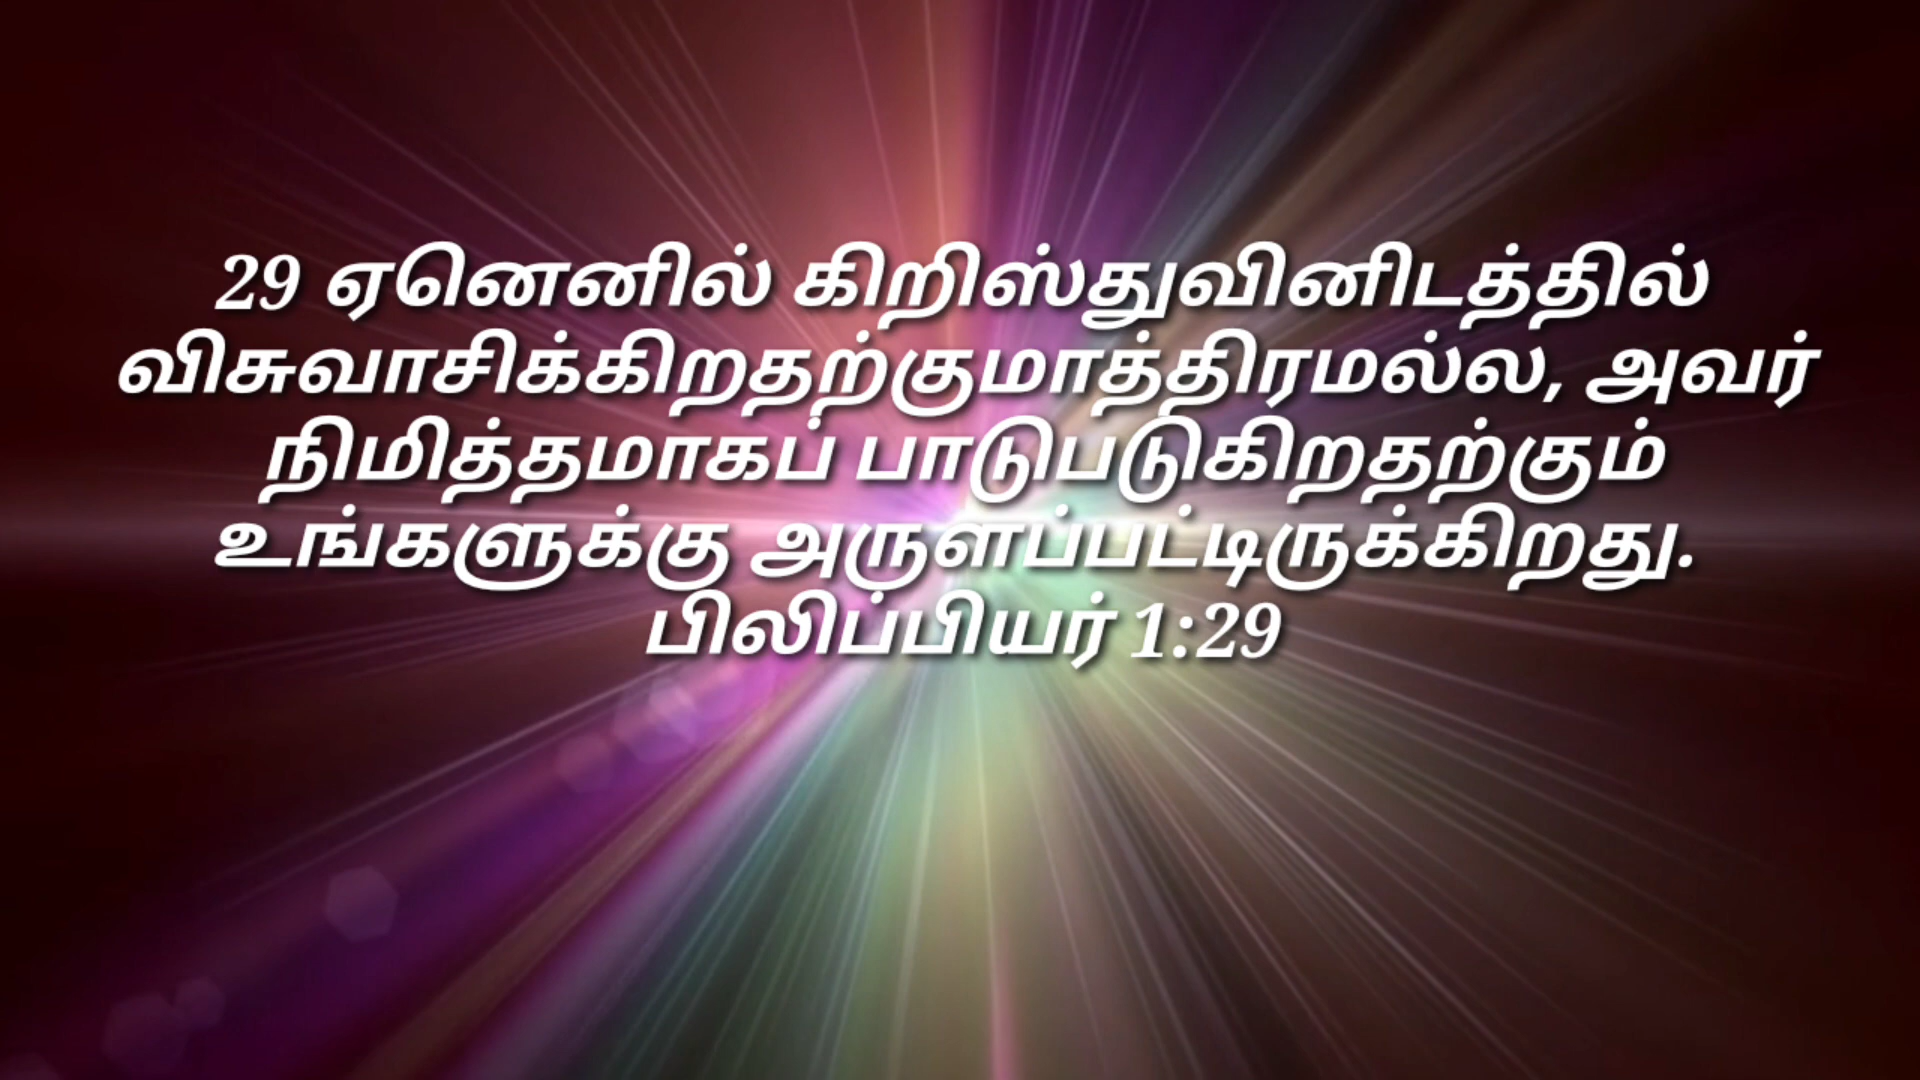 29 ஏனெனில் கிறிஸ்துவினிடத்தில்
விசுவாசிக்கிறதற்குமாத்திரமல்ல, அவர்
நிமித்தமாகப் பாடுபடுகிறதற்கும்
உங்களுக்கு அருளப்பட்டிருக்கிறது.
பிலிப்பியர் 1:29